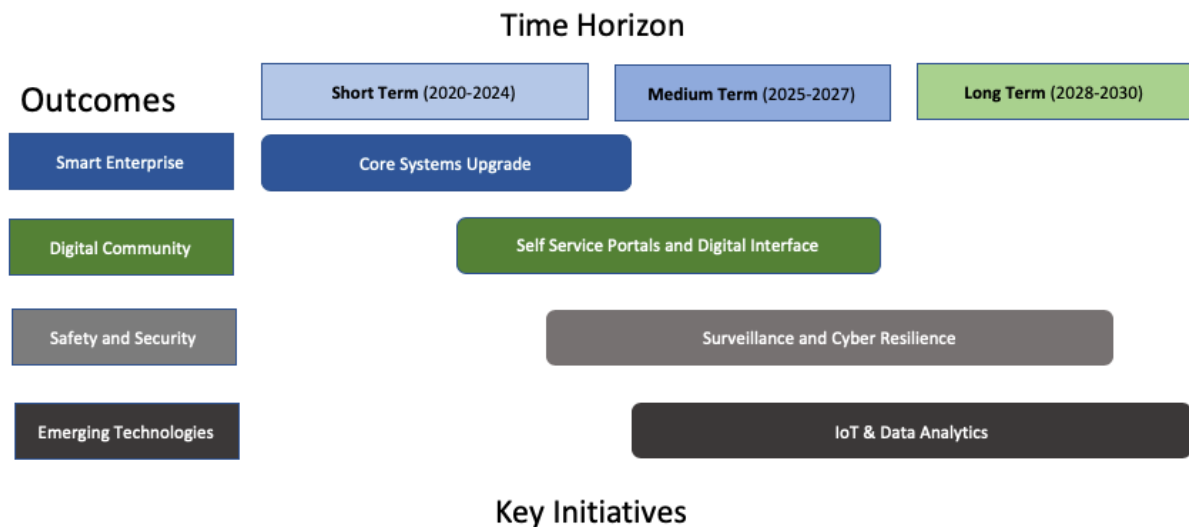 Time Horizon
Outcomes
Short Term (2020-2024)
Medium Term (2025-2027)
Long Term (2028-2030)
Smart Enterprise
Core Systems Upgrade
Digital Community
Self Service Portals and Digital Interface
Safety and Security
Surveillance and Cyber Resilience
Emerging Technologies
IoT & Data Analytics
Key Initiatives